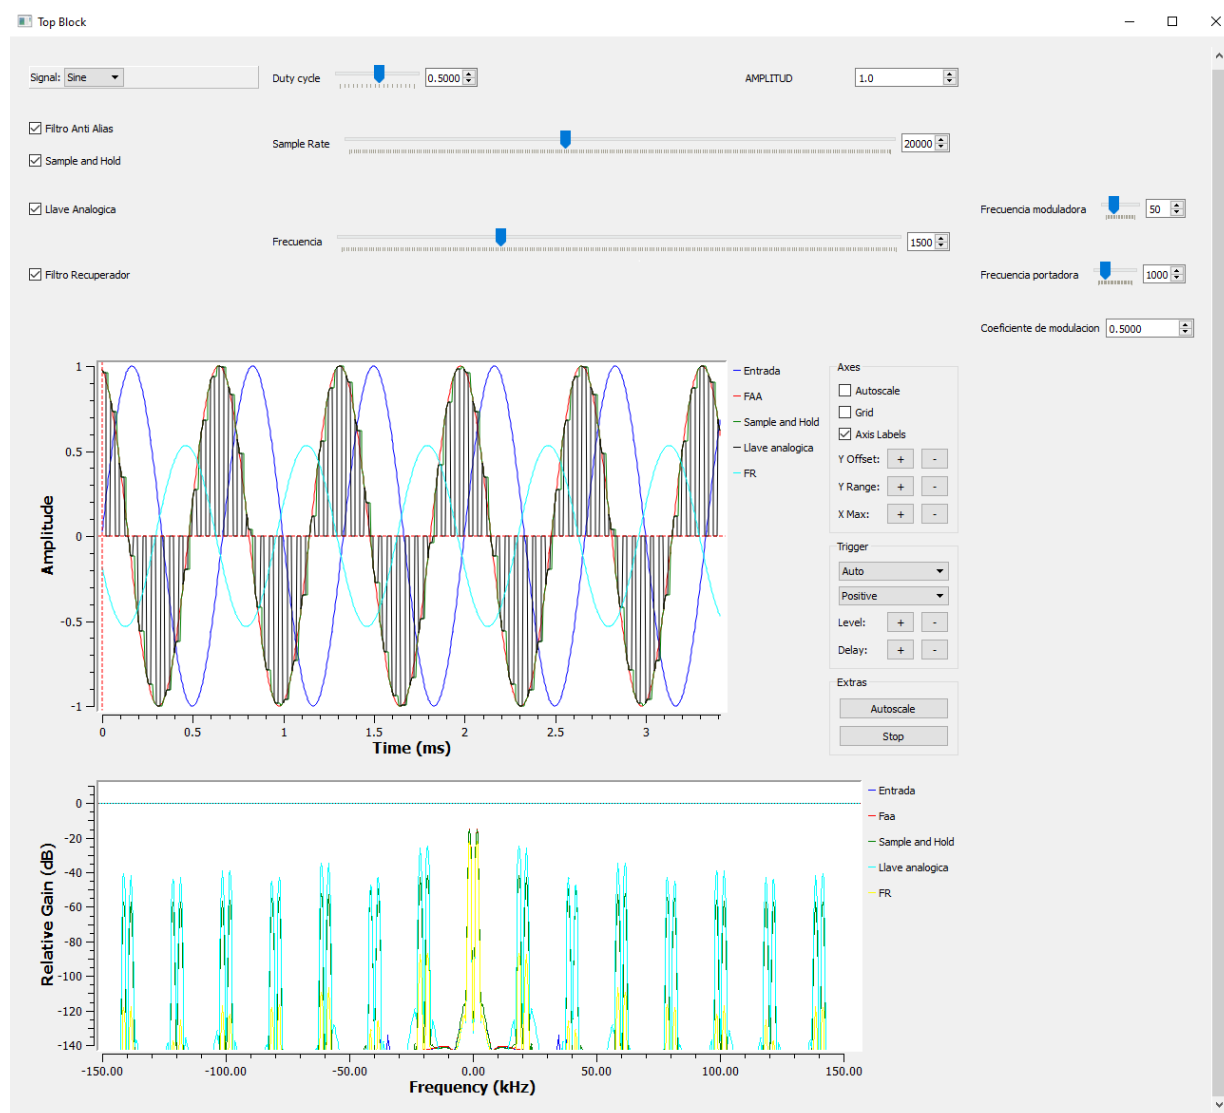 Top Block
Signal: Sine
Duty cycle
0.5000
AMPLITUD
1.0
Filtro Anti Alias
Sample Rate
20000
Sample and Hold
Llave Analogica
Frecuencia moduladora
50
Frecuencia
1500
Filtro Recuperador
Frecuencia portadora
1000
Coeficiente de modulacion
0.5000
Amplitude
1
0.5
0
-0.5
-1
0
0.5
1
1.5
2
2.5
3
Time (ms)
Entrada
FAA
Sample and Hold
Llave analogica
FR
Axes
Autoscale
Grid
Axis Labels
Y Offset: + -
Y Range: + -
X Max: + -
Trigger
Auto
Positive
Level: + -
Delay: + -
Extras
Autoscale
Stop
Relative Gain (dB)
0
-20
-40
-60
-80
-100
-120
-140
-150.00
-100.00
-50.00
0.00
50.00
100.00
150.00
Frequency (kHz)
Entrada
Faa
Sample and Hold
Llave analogica
FR